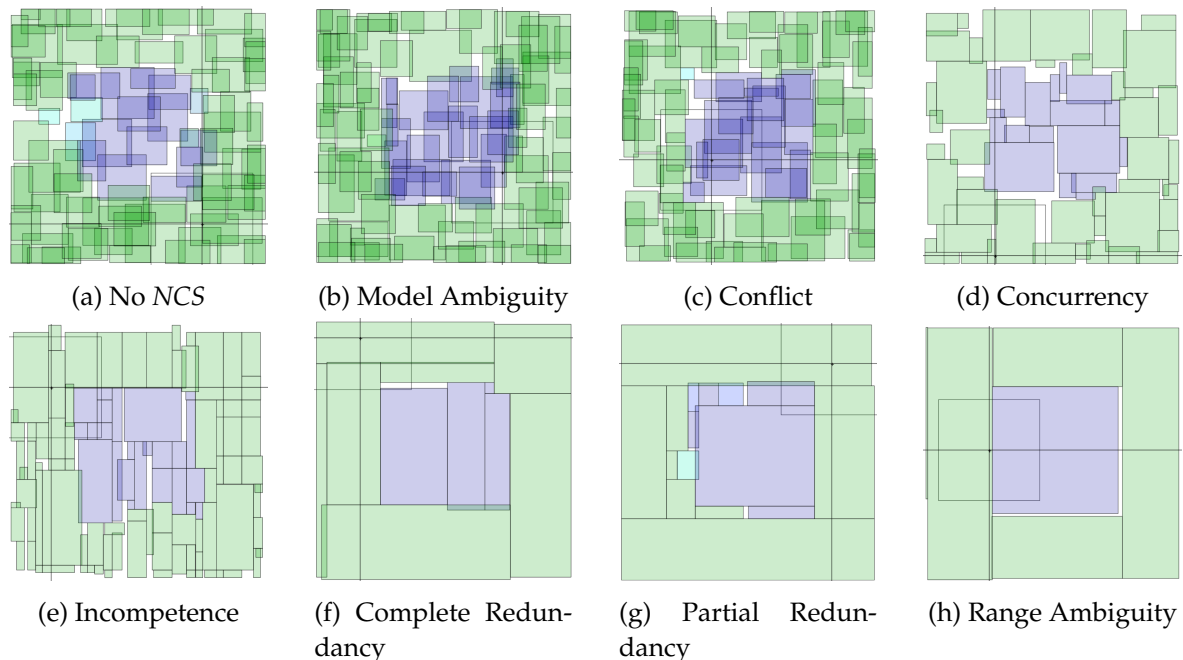 (a) No NCS
(b) Model Ambiguity
(c) Conflict
(d) Concurrency
(e) Incompetence
(f) Complete Redun-
dancy
(g) Partial Redun-
dancy
(h) Range Ambiguity